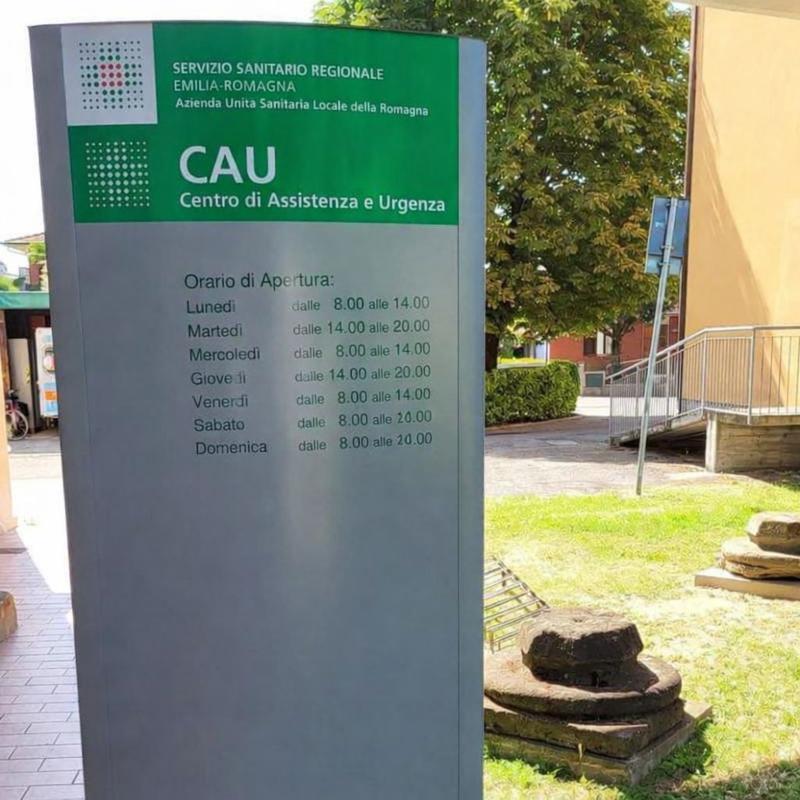 SERVIZIO SANITARIO REGIONALE
EMILIA-ROMAGNA
Azienda Unita Sanitaria Locale della Romagna
CAU
Centro di Assistenza e Urgenza
Orario di Apertura:
Lunedì dalle 8.00 alle 14.00
Martedì dalle 14.00 alle 20.00
Mercoledì dalle 8.00 alle 14.00
Giovedì dalle 14.00 alle 20.00
Venerdì dalle 8.00 alle 14.00
Sabato dalle 8.00 alle 20.00
Domenica dalle 8.00 alle 20.00